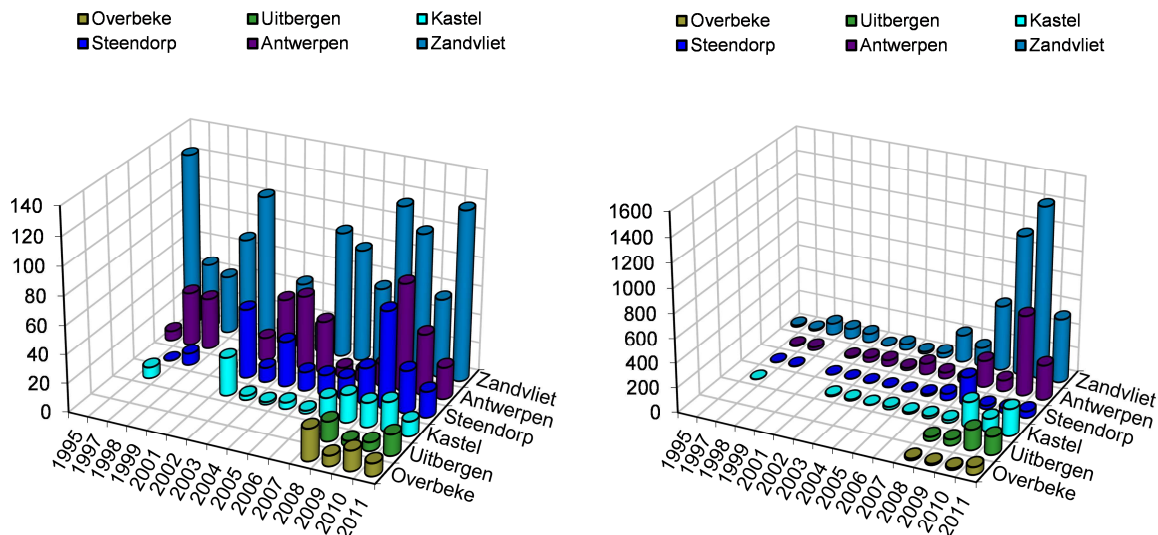 Overbeke Uitbergen Kastel
Steendorp Antwerpen Zandvliet
140
120
100
80
60
40
20
0
1995
1997
1998
1999
2001
2002
2003
2004
2005
2006
2007
2008
2009
2010
2011
Zandvliet
Antwerpen
Steendorp
Kastel
Uitbergen
Overbeke
Overbeke Uitbergen Kastel
Steendorp Antwerpen Zandvliet
1600
1400
1200
1000
800
600
400
200
0
1995
1997
1998
1999
2001
2002
2003
2004
2005
2006
2007
2008
2009
2010
2011
Zandvliet
Antwerpen
Steendorp
Kastel
Uitbergen
Overbeke